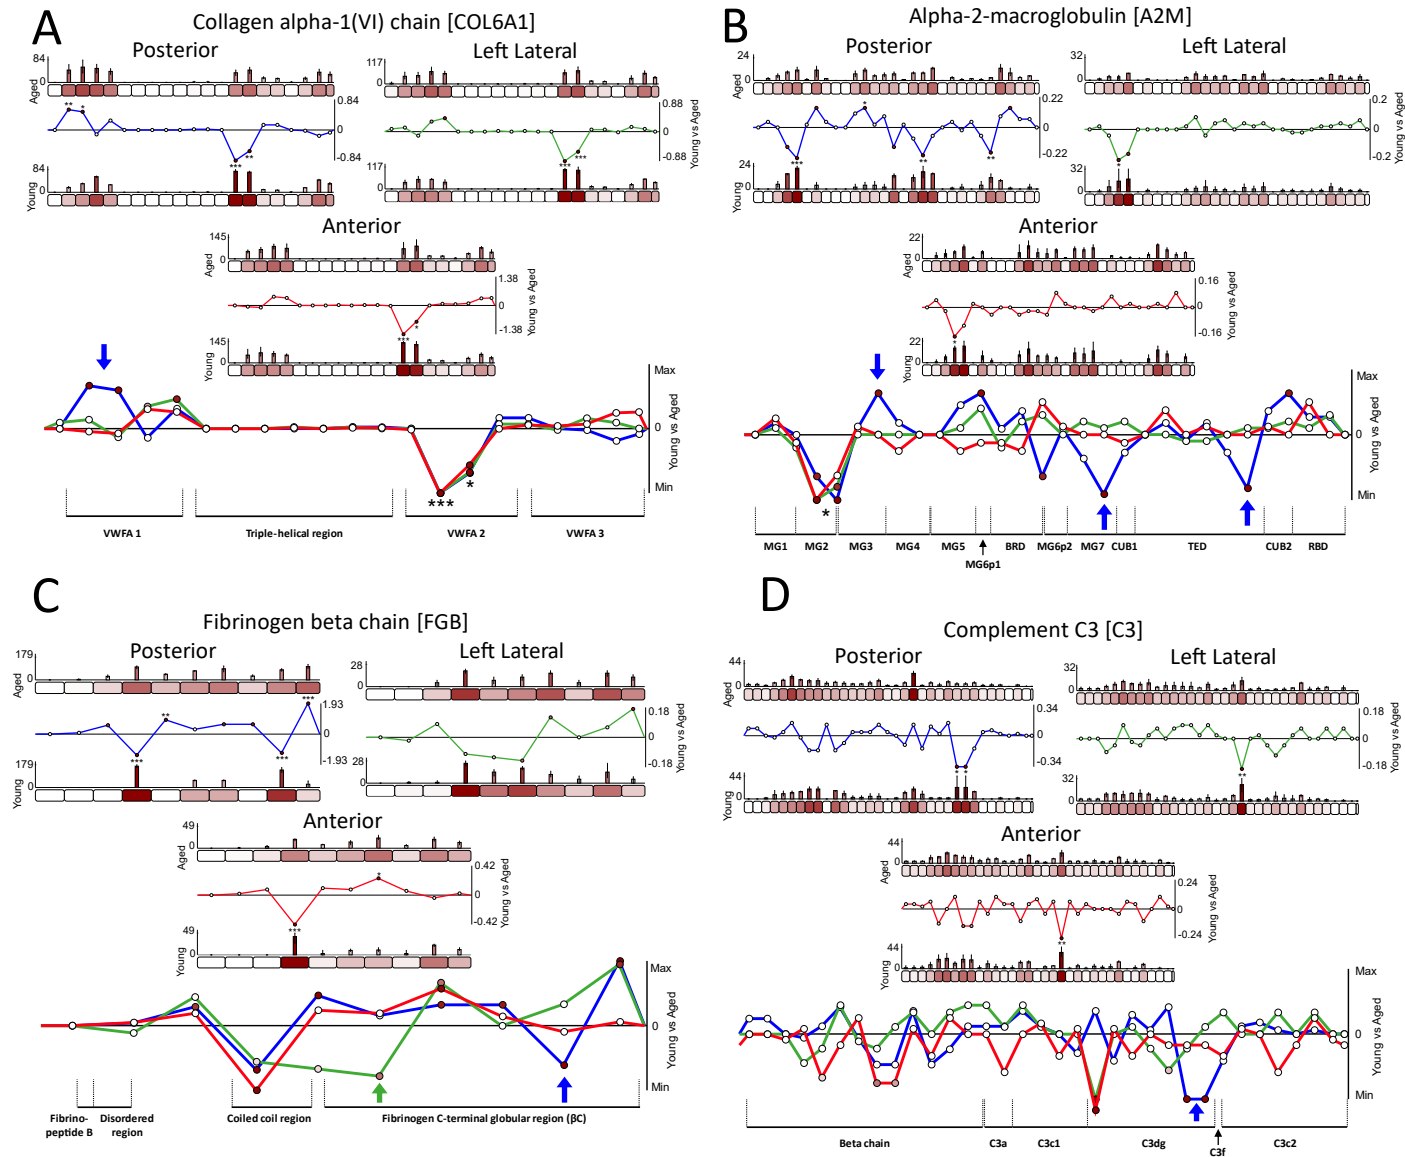 A
Collagen alpha-1(VI) chain [COL6A1]
Posterior
Left Lateral
84
0
Aged
117
0
** *
0.84
0
-0.84
0.88
0
-0.88
Young vs Aged
*** **
*** ***
84
0
Young
117
0
Anterior
145
0
Aged
1.38
0
-1.38
Young vs Aged
*** *
145
0
Young
Max
0
Min
Young vs Aged
*** *
VWFA 1
Triple-helical region
VWFA 2
VWFA 3
B
Alpha-2-macroglobulin [A2M]
Posterior
Left Lateral
24
0
Aged
32
0
*
0.22
0
-0.22
0.2
0
-0.2
Young vs Aged
*** *** **
24
0
Young
32
0
Anterior
22
0
Aged
0.16
0
-0.16
Young vs Aged
*
22
0
Young
Max
0
Min
Young vs Aged
*
MG1
MG2
MG3
MG4
MG5
MG6p1
BRD
MG6p2
MG7
CUB1
TED
CUB2
RBD
C
Fibrinogen beta chain [FGB]
Posterior
Left Lateral
179
0
Aged
28
0
** ***
1.93
0
-1.93
0.18
0
-0.18
Young vs Aged
*** ***
179
0
Young
28
0
Anterior
49
0
Aged
*
0.42
0
-0.42
Young vs Aged
***
49
0
Young
Max
0
Min
Young vs Aged
Fibrino-
peptide B
Disordered
region
Coiled coil region
Fibrinogen C-terminal globular region (βC)
D
Complement C3 [C3]
Posterior
Left Lateral
44
0
Aged
32
0
0.34
0
-0.34
0.18
0
-0.18
Young vs Aged
* *
**
44
0
Young
32
0
Anterior
44
0
Aged
0.24
0
-0.24
Young vs Aged
**
44
0
Young
Max
0
Min
Young vs Aged
Beta chain
C3a
C3c1
C3dg
C3f
C3c2